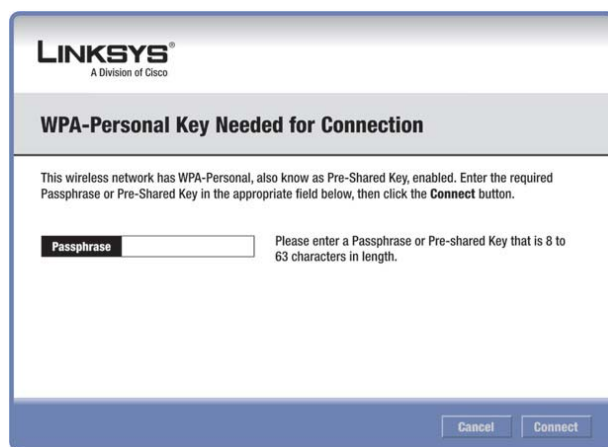 LINKSYS®
A Division of Cisco
WPA-Personal Key Needed for Connection
This wireless network has WPA-Personal, also know as Pre-Shared Key, enabled. Enter the required
Passphrase or Pre-Shared Key in the appropriate field below, then click the Connect button.
Passphrase
Please enter a Passphrase or Pre-shared Key that is 8 to
63 characters in length.
Cancel
Connect